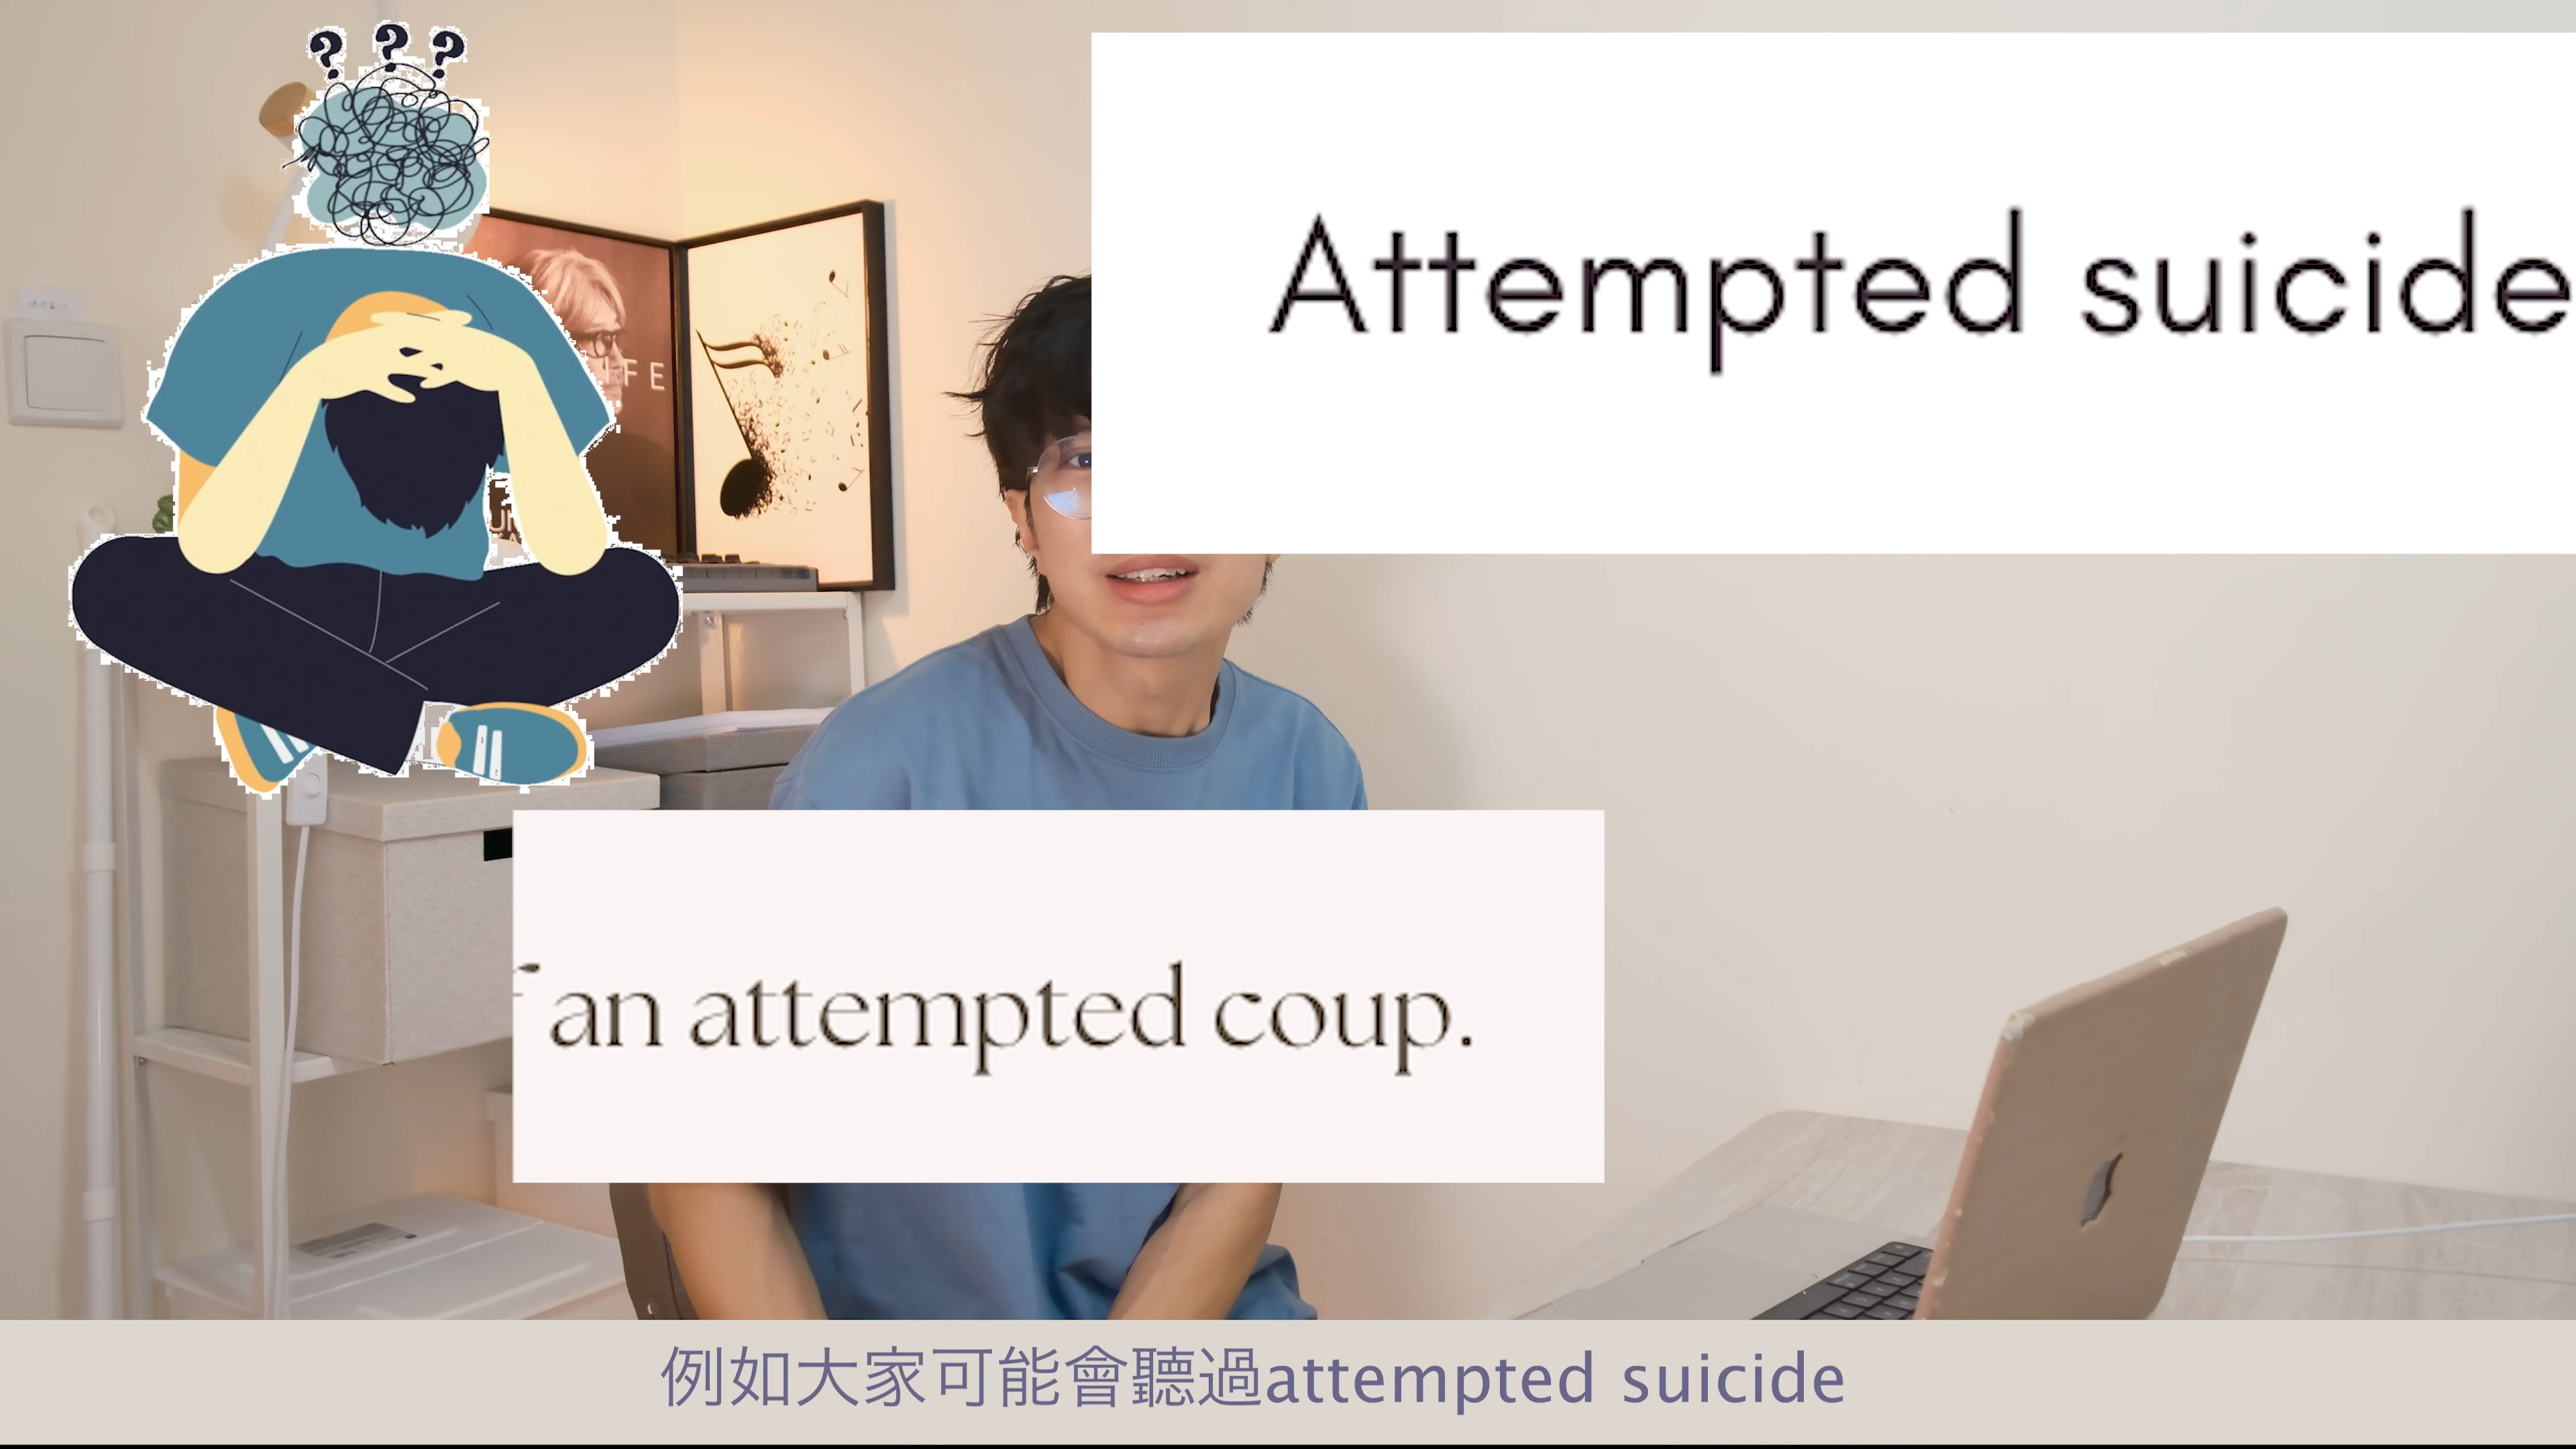 ???
FE
Attempted suicide
an attempted coup.
例如大家可能會聽過attempted suicide